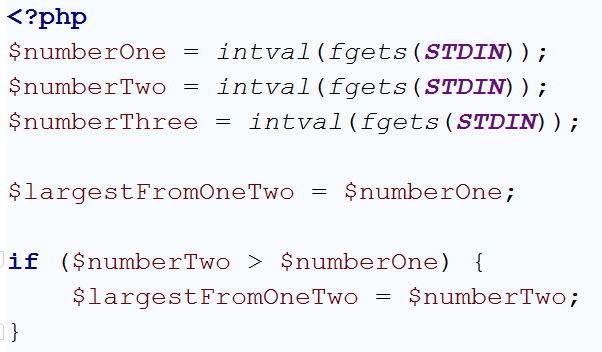 <?php
$numberOne = intval(fgets(STDIN));
$numberTwo = intval(fgets(STDIN));
$numberThree = intval(fgets(STDIN));
$largestFromOneTwo = $numberOne;
if ($numberTwo > $numberOne) {
    $largestFromOneTwo = $numberTwo;
}